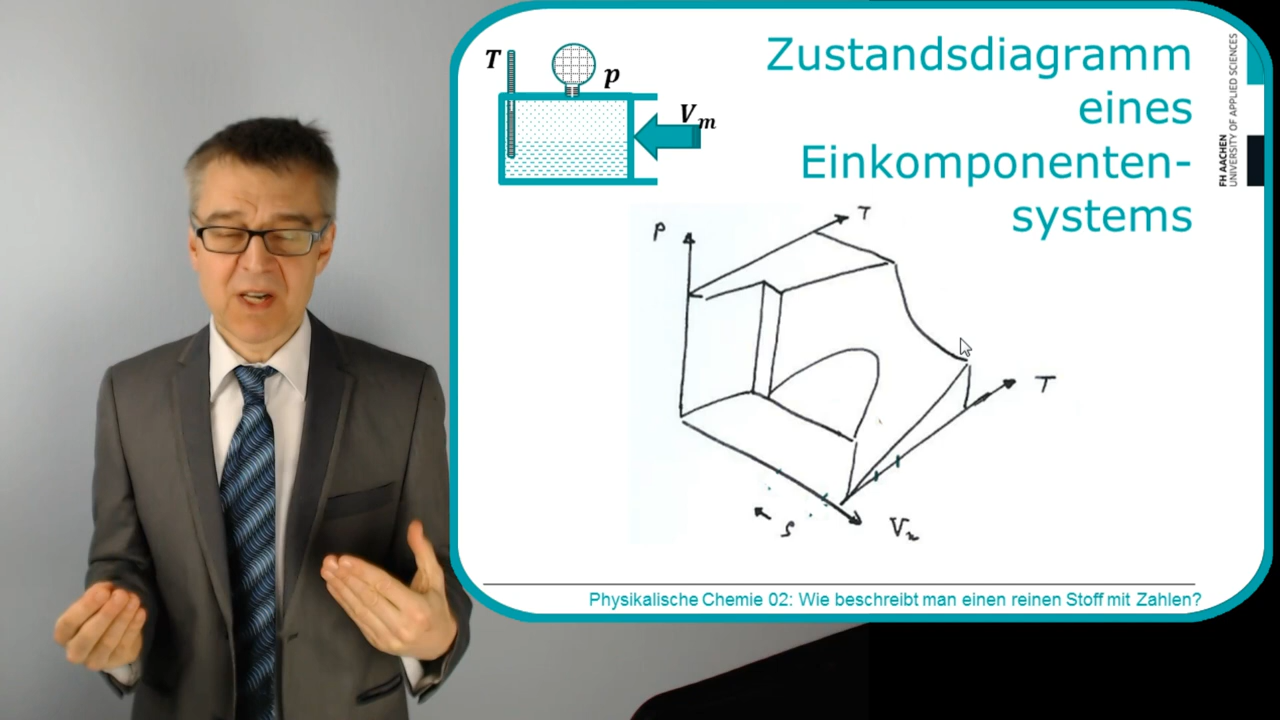 T
p
V_m
Zustandsdiagramm
eines
Einkomponenten-
systems
FH AACHEN
UNIVERSITY OF APPLIED SCIENCES
P
T
T
S
V_m
Physikalische Chemie 02: Wie beschreibt man einen reinen Stoff mit Zahlen?